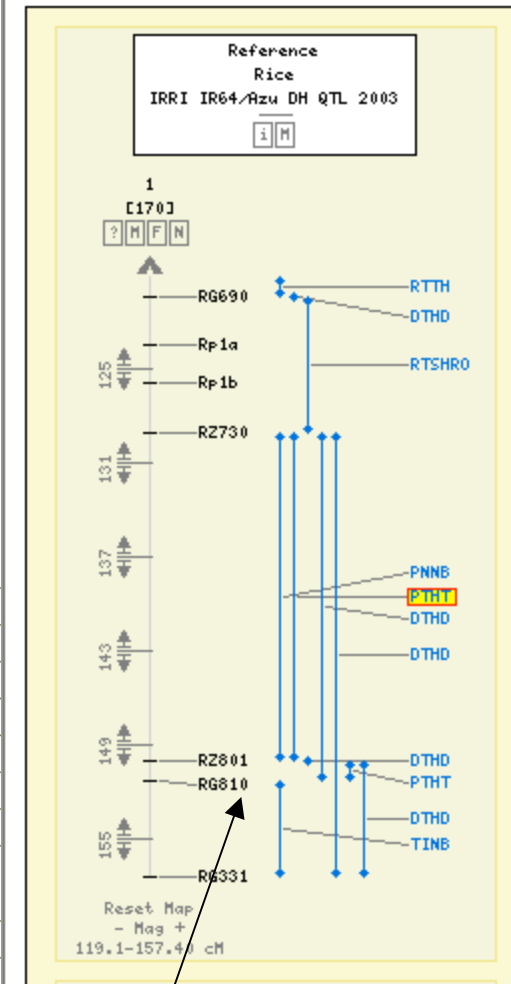 Reference
Rice
IRRI IR64/Azu DH QTL 2003
i M
1
[170]
? M F N
RG690
RTTH
DTHD
Rp1a
RTSHRO
125
Rp1b
RZ730
131
137
PNNB
PTHT
DTHD
143
DTHD
149
RZ801
DTHD
RG810
PTHT
DTHD
155
TINB
RG331
Reset Map
- Mag +
119.1-157.40 cM